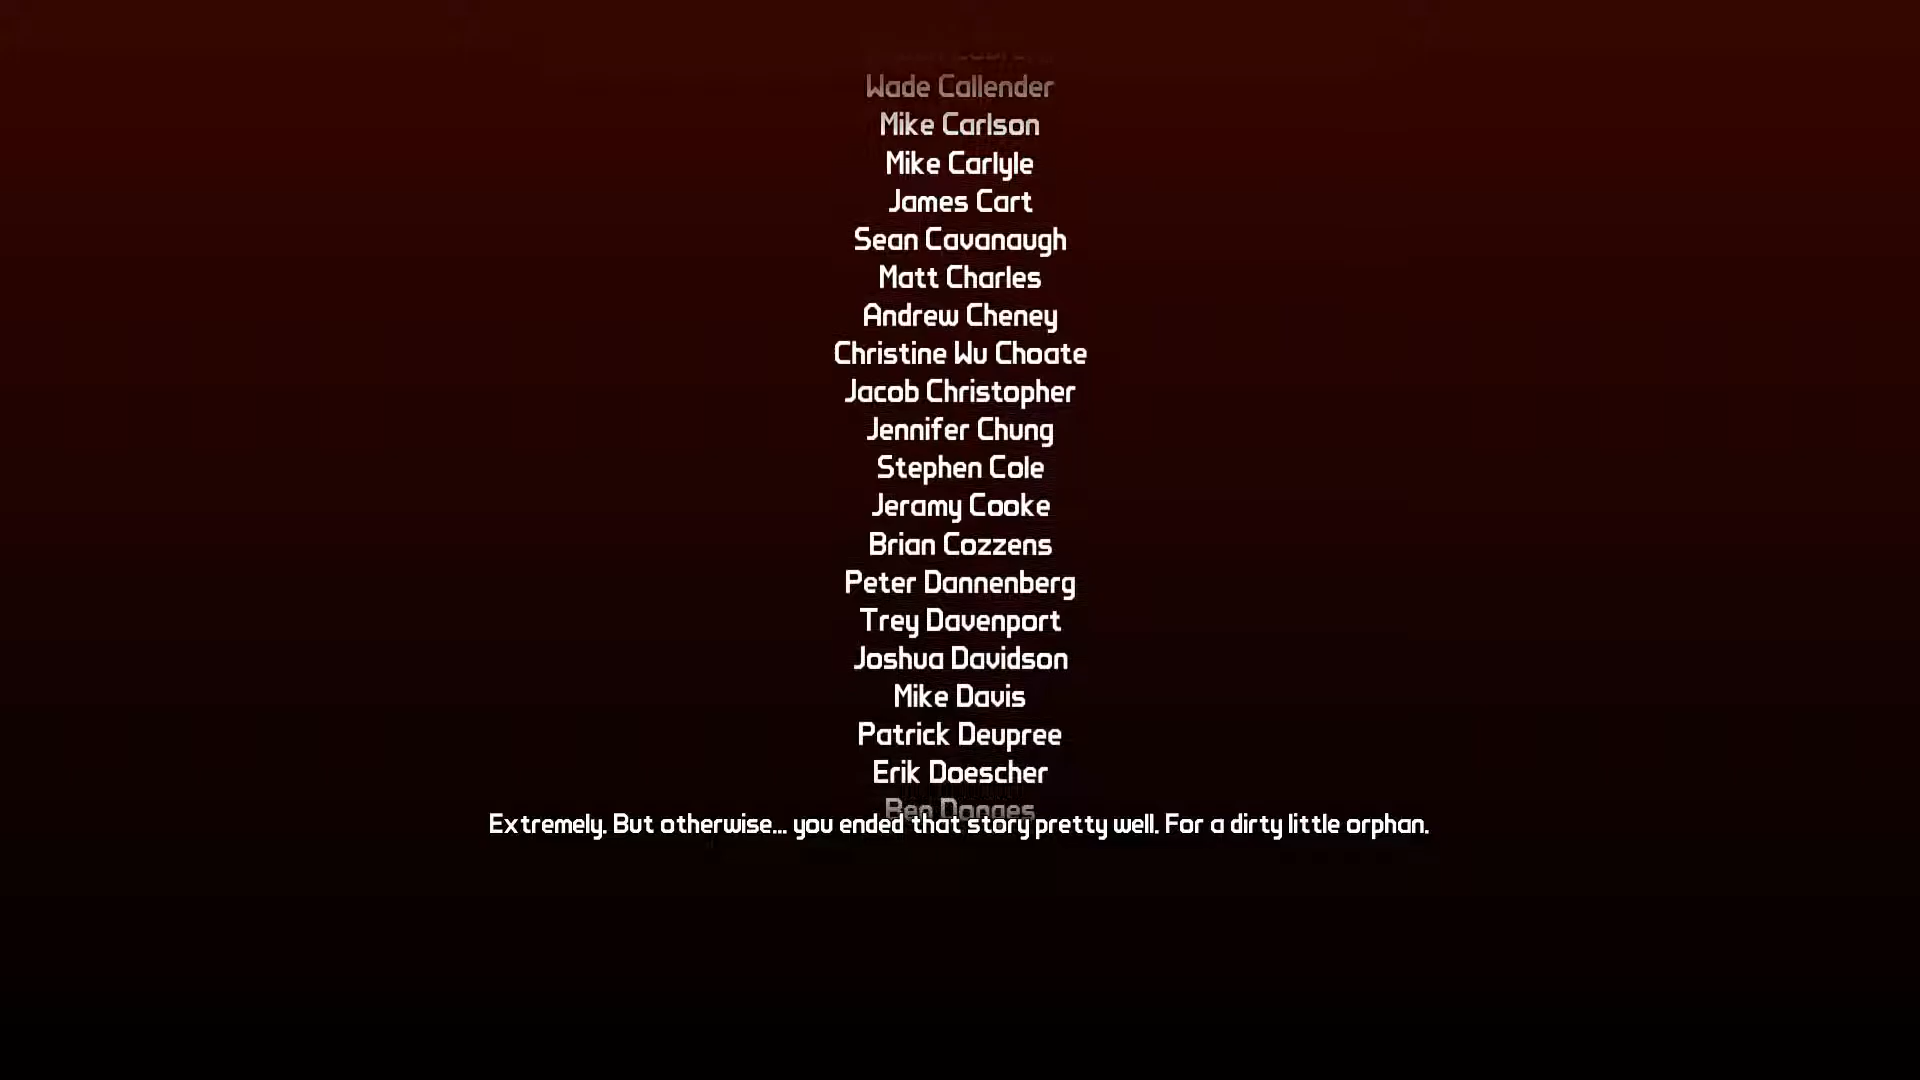 Wade Callender
Mike Carlson
Mike Carlyle
James Cart
Sean Cavanaugh
Matt Charles
Andrew Cheney
Christine Wu Choate
Jacob Christopher
Jennifer Chung
Stephen Cole
Jeramy Cooke
Brian Cozzens
Peter Dannenberg
Trey Davenport
Joshua Davidson
Mike Davis
Patrick Deupree
Erik Doescher
Ben
Extremely. But otherwise... you ended that story pretty well. For a dirty little orphan.